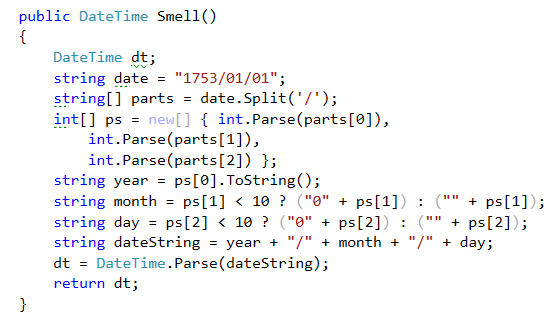 public DateTime Smell()
{
    DateTime dt;
    string date = "1753/01/01";
    string[] parts = date.Split('/');
    int[] ps = new[] { int.Parse(parts[0]),
        int.Parse(parts[1]),
        int.Parse(parts[2]) };
    string year = ps[0].ToString();
    string month = ps[1] < 10 ? ("0" + ps[1]) : ("" + ps[1]);
    string day = ps[2] < 10 ? ("0" + ps[2]) : ("" + ps[2]);
    string dateString = year + "/" + month + "/" + day;
    dt = DateTime.Parse(dateString);
    return dt;
}